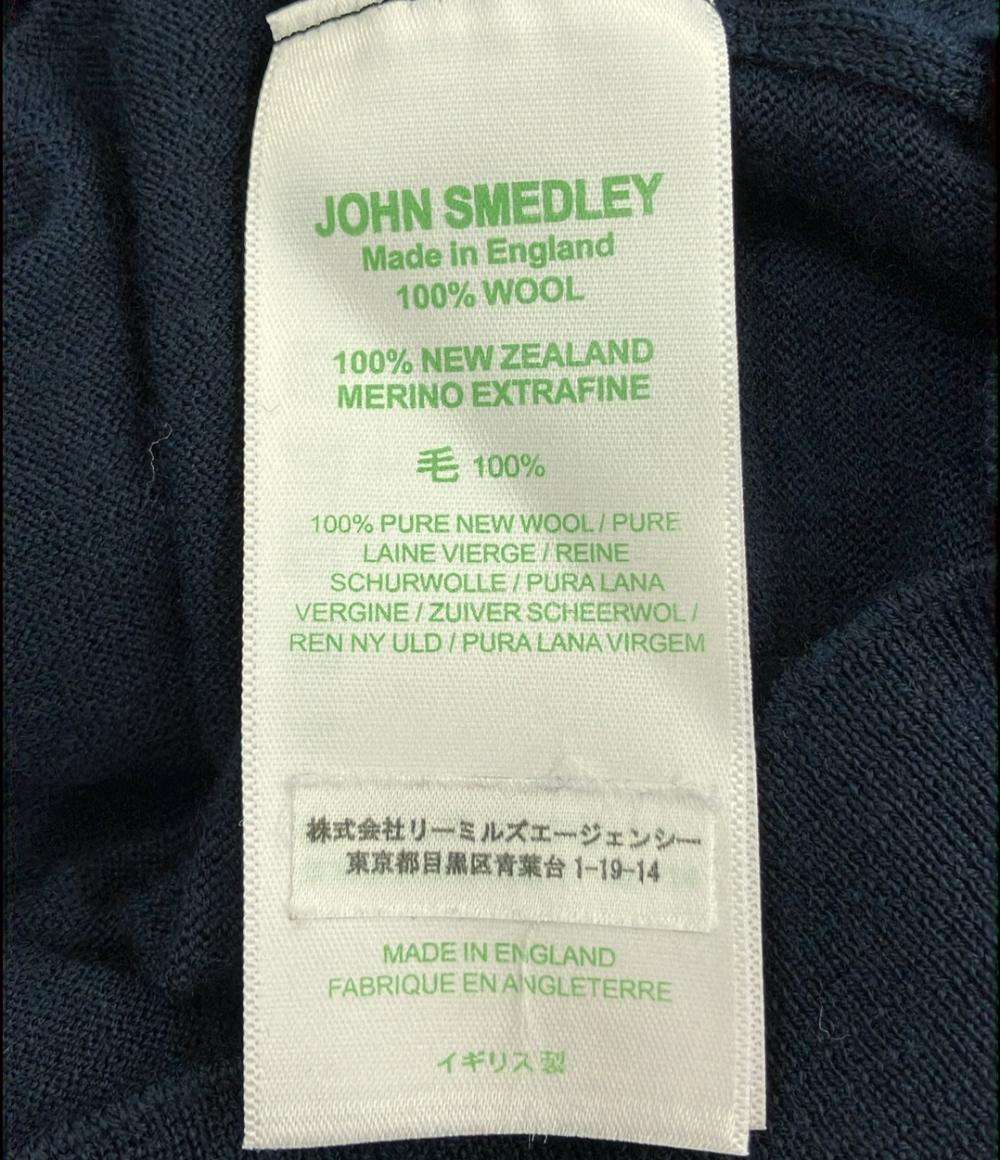 JOHN SMEDLEY
Made in England
100% WOOL
100% NEW ZEALAND
MERINO EXTRAFINE
毛 100%
100% PURE NEW WOOL / PURE
LAINE VIERGE / REINE
SCHURWOLLE / PURA LANA
VERGINE / ZUIVER SCHEERWOL /
REN NY ULD / PURA LANA VIRGEM
株式会社リーミルズエージェンシー
東京都目黒区青葉台 1-19-14
MADE IN ENGLAND
FABRIQUE EN ANGLETERRE
イギリス 製